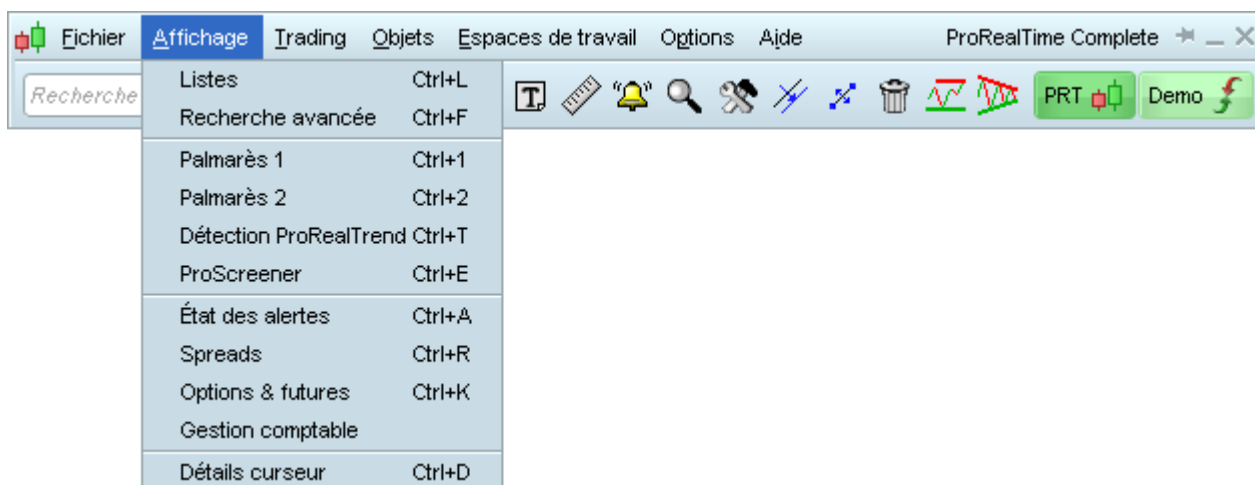 Fichier Affichage Trading Objets Espaces de travail Options Ajde ProRealTime Complete
Recherche T PRT Demo
Listes Ctrl+L
Recherche avancée Ctrl+F
Palmarès 1 Ctrl+1
Palmarès 2 Ctrl+2
Détection ProRealTrend Ctrl+T
ProScreener Ctrl+E
État des alertes Ctrl+A
Spreads Ctrl+R
Options & futures Ctrl+K
Gestion comptable
Détails curseur Ctrl+D